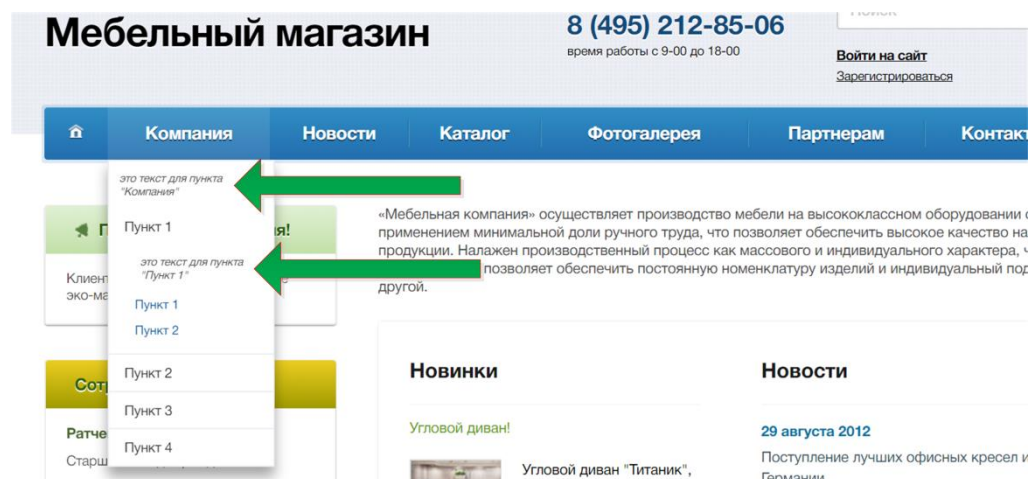 Мебельный магазин
8 (495) 212-85-06
время работы с 9-00 до 18-00
Войти на сайт
Зарегистрироваться
Компания Новости Каталог Фотогалерея Партнерам
это текст для пункта
"Компания"
Пункт 1
это текст для пункта
"Пункт 1"
Пункт 1
Пункт 2
Пункт 2
Пункт 3
Пункт 4
«Мебельная компания» осуществляет производство мебели на высококлассном оборудовании с
применением минимальной доли ручного труда, что позволяет обеспечить высокое качество на
продукции. Налажен производственный процесс как массового и индивидуального характера, ч
позволяет обеспечить постоянную номенклатуру изделий и индивидуальный
другой.
Новинки
Угловой диван!
Угловой диван "Титаник",
Новости
29 августа 2012
Поступление лучших офисных кресел и
Германии